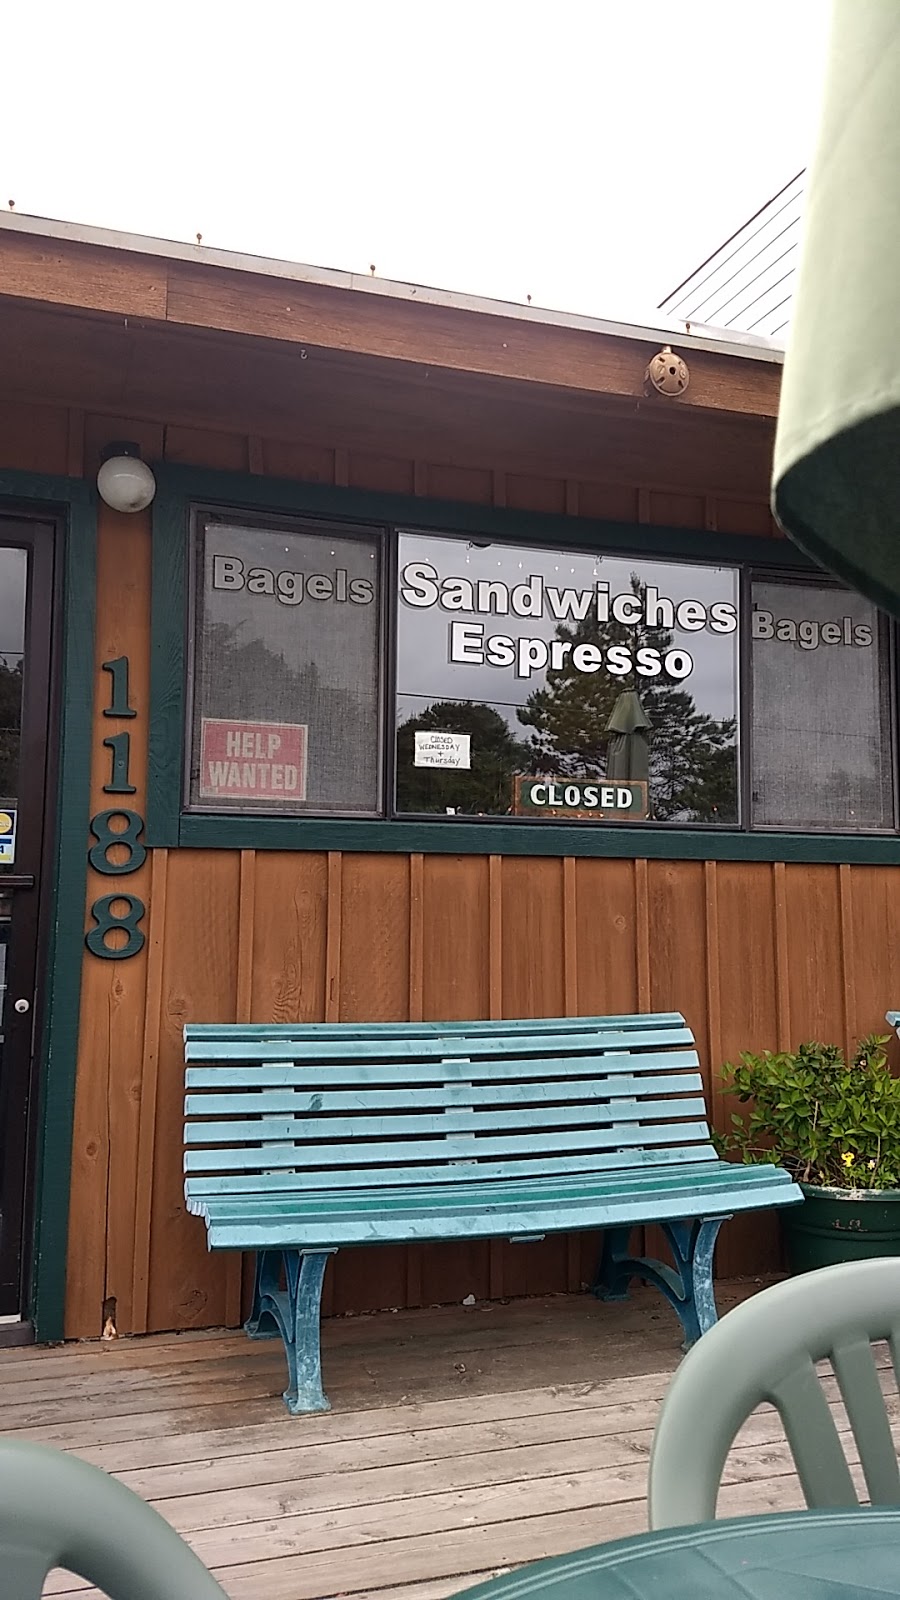 Bagels
Sandwiches
Espresso
Bagels
HELP
WANTED
CLOSED
WEDNESDAY
+
Thursday
CLOSED
1188